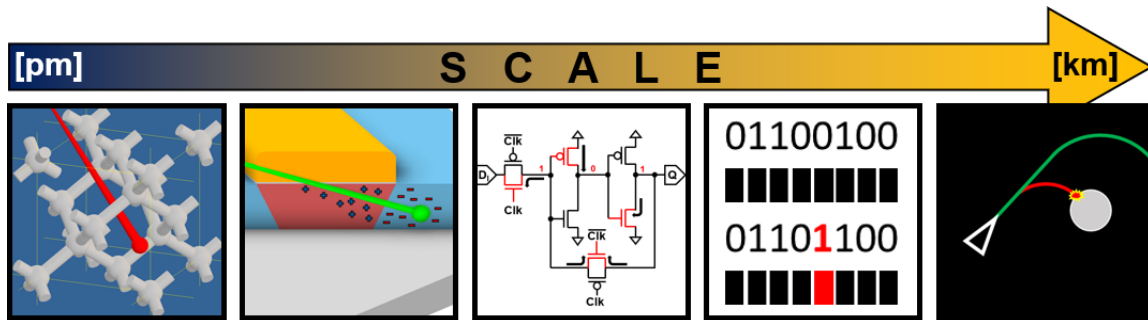 [pm] S C A L E [km]
Clk
1 0 1
D Q
Clk
Clk
Clk
01100100
01101100